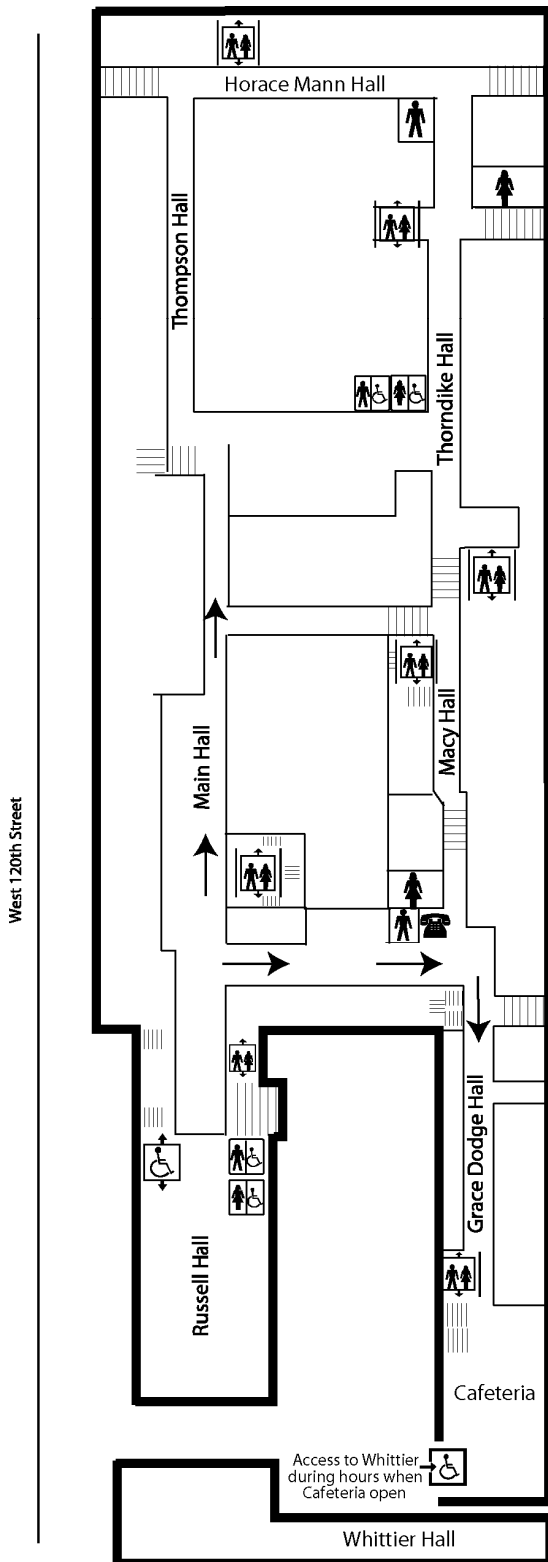 Horace Mann Hall
Thompson Hall
Thorndike Hall
Main Hall
Macy Hall
West 120th Street
Grace Dodge Hall
Russell Hall
Cafeteria
Access to Whittier
during hours when
Cafeteria open
Whittier Hall